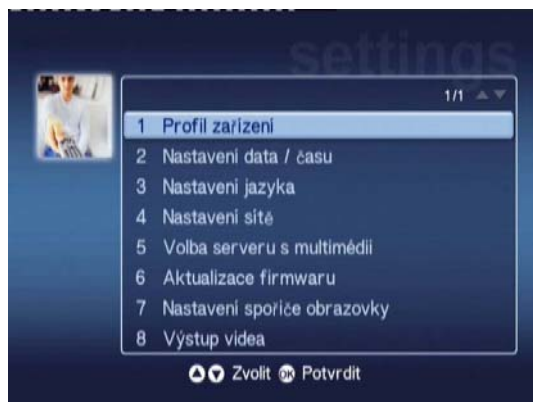 settings
1/1
1 Profil zařízení
2 Nastavení data / času
3 Nastavení jazyka
4 Nastavení sítě
5 Volba serveru s multimédii
6 Aktualizace firmwaru
7 Nastavení spořiče obrazovky
8 Výstup videa
Zvolit OK Potvrdit